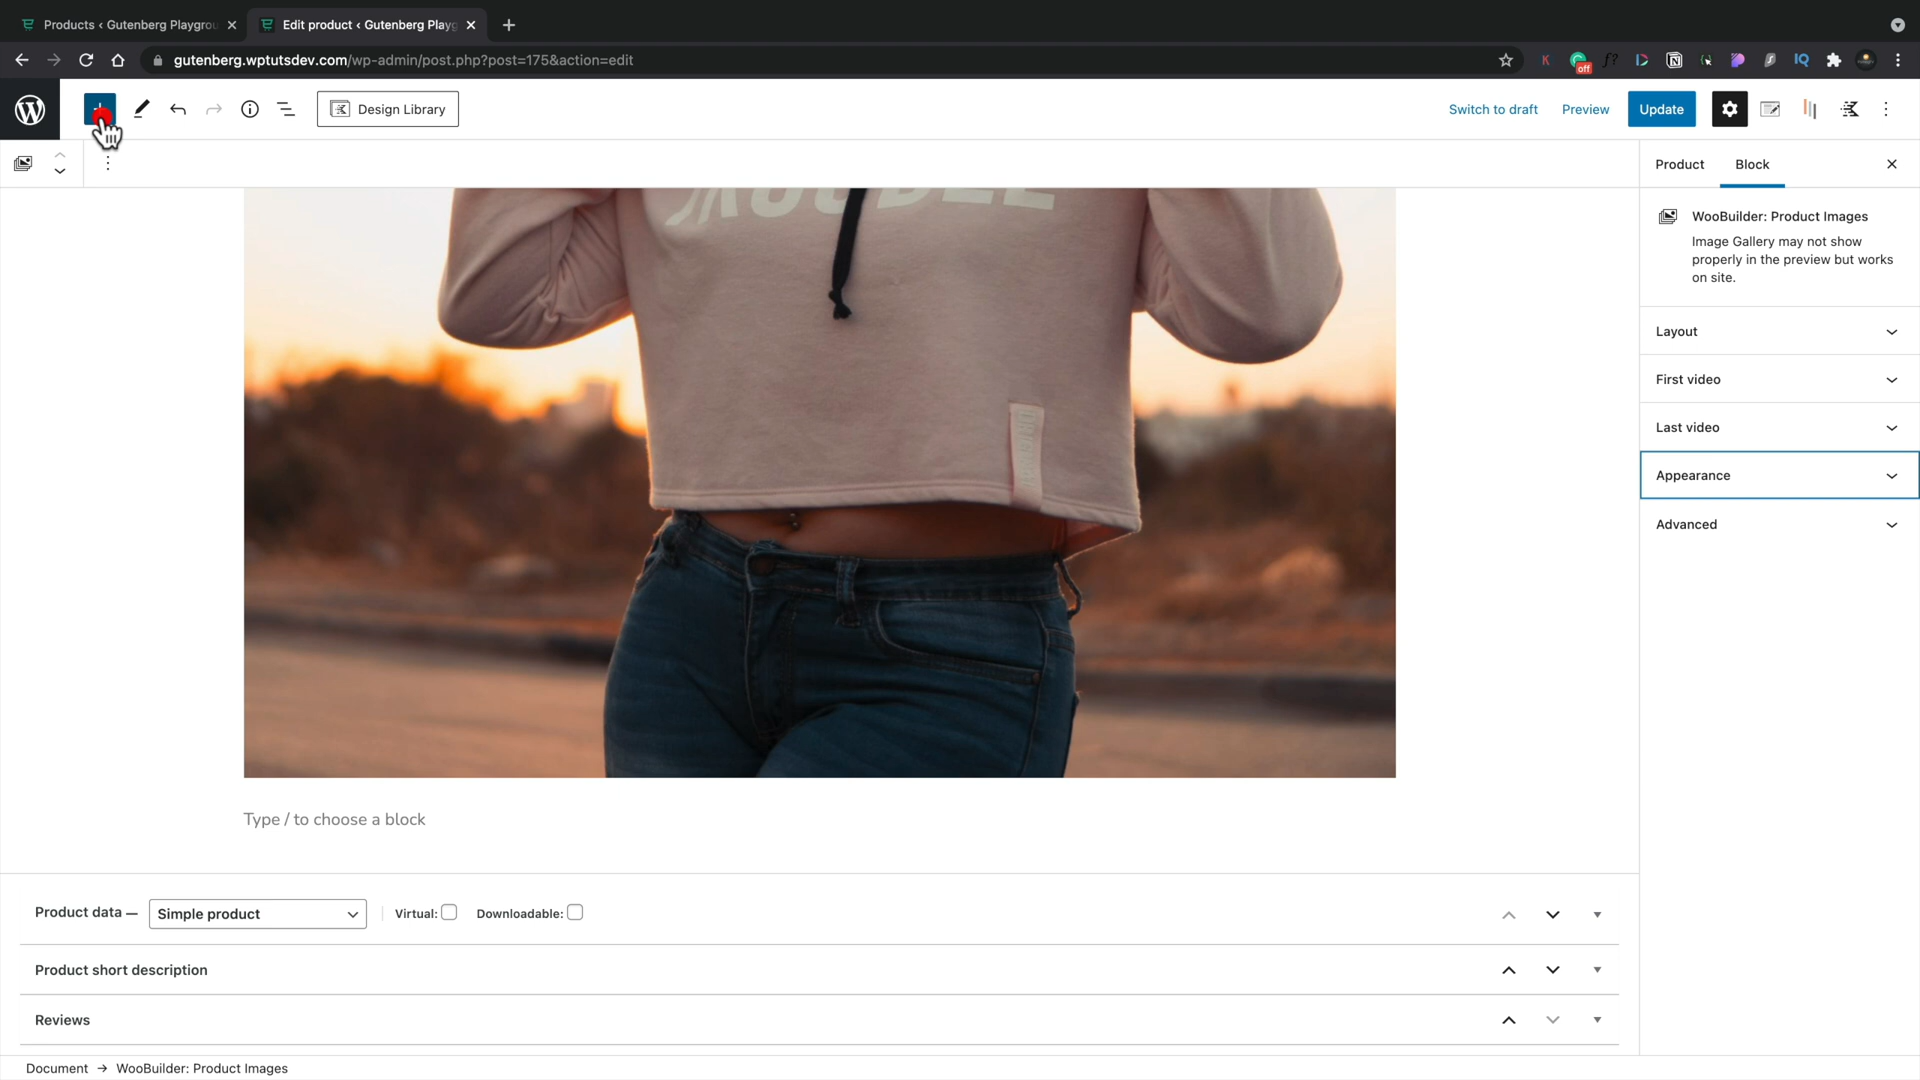 Products ‹ Gutenberg Playgrou
Edit product ‹ Gutenberg Playg
gutenberg.wptutsdev.com/wp-admin/post.php?post=175&action=edit
off
Design Library
Switch to draft
Preview
Update
Product
Block
WooBuilder: Product Images
Image Gallery may not show
properly in the preview but works
on site.
Layout
First video
Last video
Appearance
Advanced
Type / to choose a block
Product data —
Simple product
Virtual:
Downloadable:
Product short description
Reviews
Document → WooBuilder: Product Images